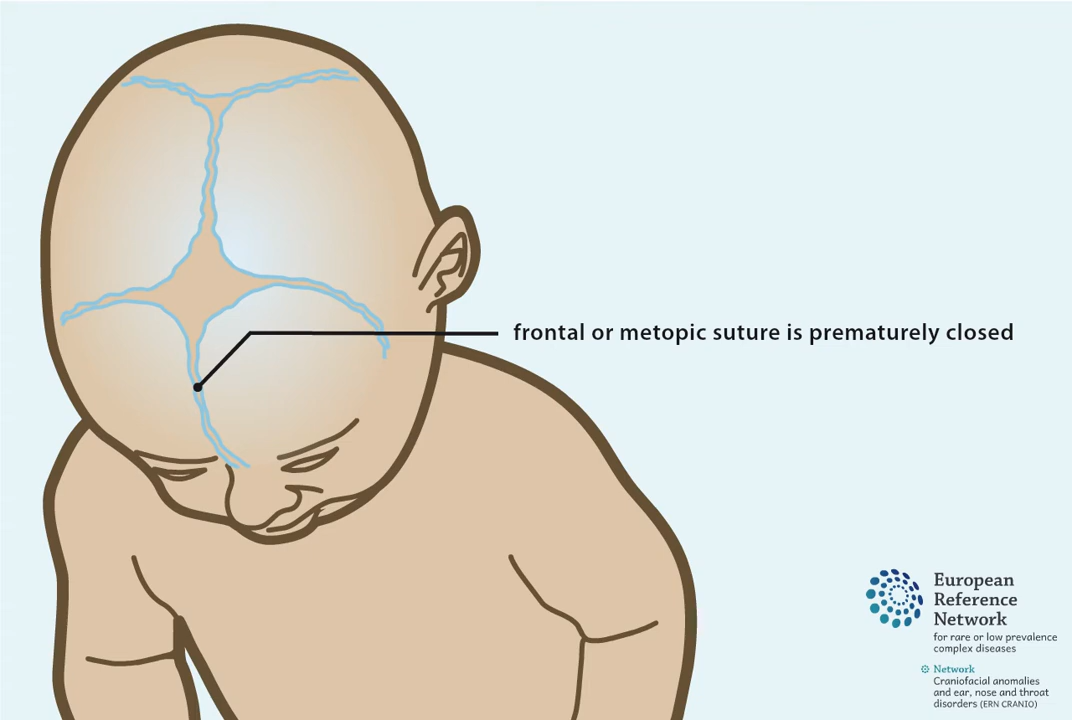 frontal or metopic suture is prematurely closed
European
Reference
Network
for rare or low prevalence
complex diseases
Network
Craniofacial anomalies
and ear, nose and throat
disorders (ERN CRANIO)